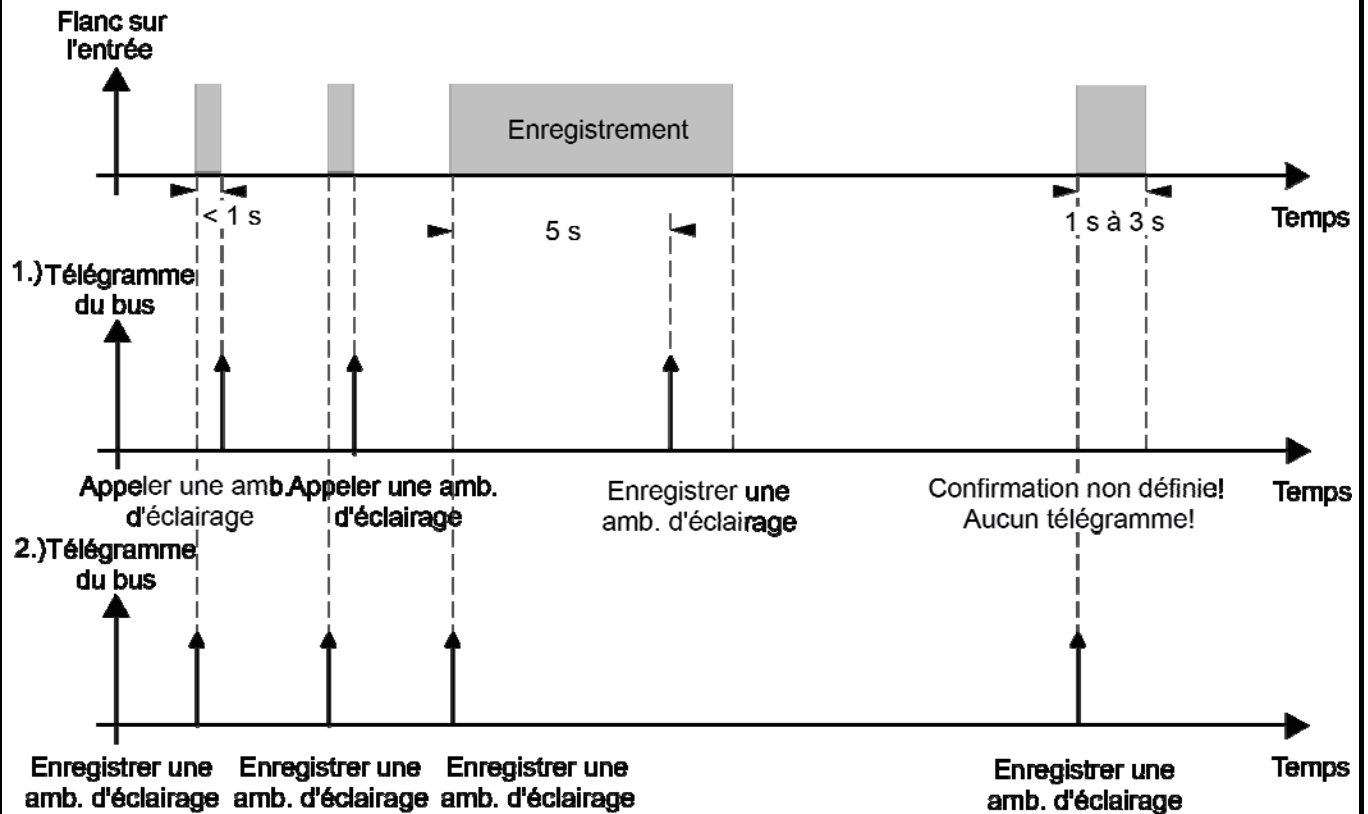 Flanc sur
l'entrée
Enregistrement
< 1 s
5 s
1 s à 3 s
Temps
1.)Télégramme
du bus
Appeler une amb.
d'éclairage
Appeler une amb.
d'éclairage
Enregistrer une
amb. d'éclairage
Confirmation non définie!
Aucun télégramme!
Temps
2.)Télégramme
du bus
Enregistrer une
amb. d'éclairage
Enregistrer une
amb. d'éclairage
Enregistrer une
amb. d'éclairage
Enregistrer une
amb. d'éclairage
Temps